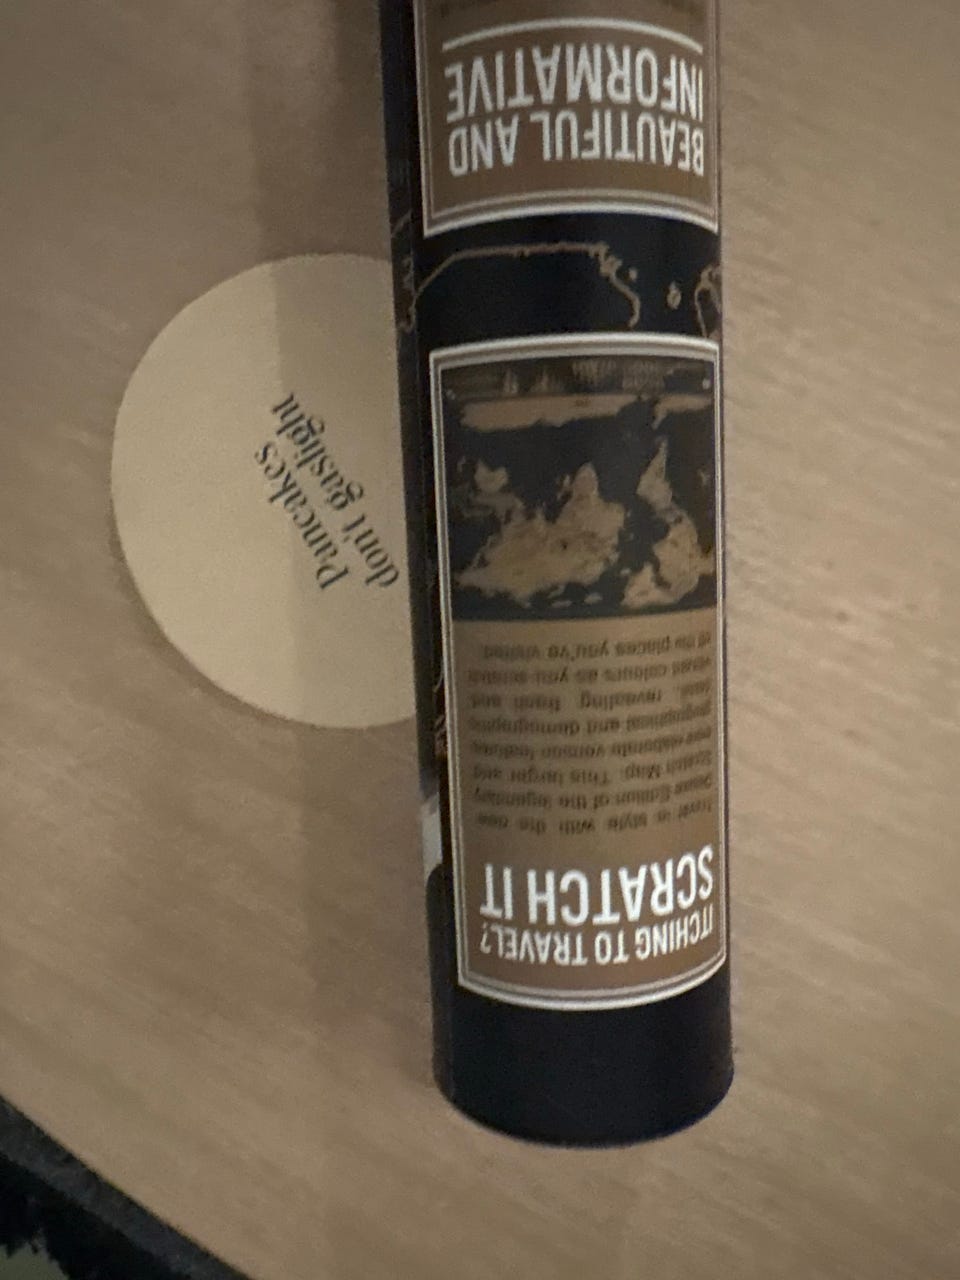 ITCHING TO TRAVEL?
SCRATCH IT
Travel in style with the new
Deluxe Edition of the legendary
Scratch Map. This larger and
more elaborate version features
geographical and demographic
data, revealing fresh and
vivid colours as you scratch
off the places you've visited.
BEAUTIFUL AND
INFORMATIVE
Pancakes
don't gaslight